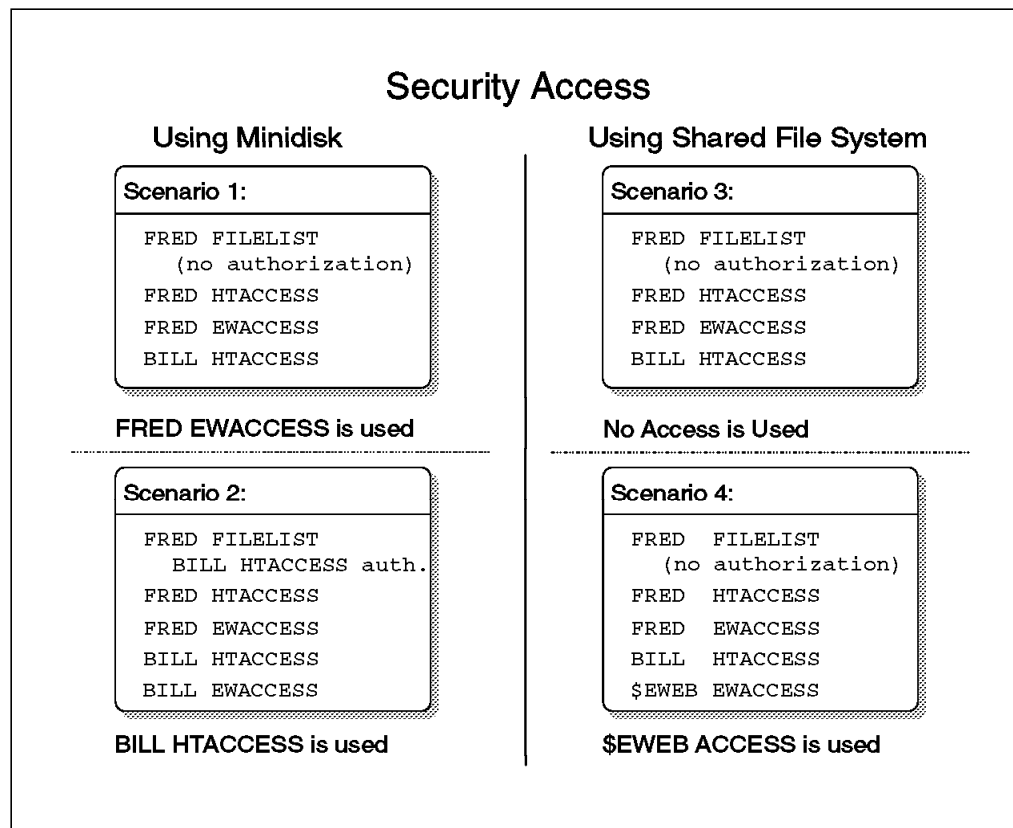 Security Access
Using Minidisk
Scenario 1:
FRED FILELIST
(no authorization)
FRED HTACCESS
FRED EWACCESS
BILL HTACCESS
FRED EWACCESS is used
Scenario 2:
FRED FILELIST
BILL HTACCESS auth.
FRED HTACCESS
FRED EWACCESS
BILL HTACCESS
BILL EWACCESS
BILL HTACCESS is used
Using Shared File System
Scenario 3:
FRED FILELIST
(no authorization)
FRED HTACCESS
FRED EWACCESS
BILL HTACCESS
No Access is Used
Scenario 4:
FRED FILELIST
(no authorization)
FRED HTACCESS
FRED EWACCESS
BILL HTACCESS
$EWEB EWACCESS
$EWEB ACCESS is used